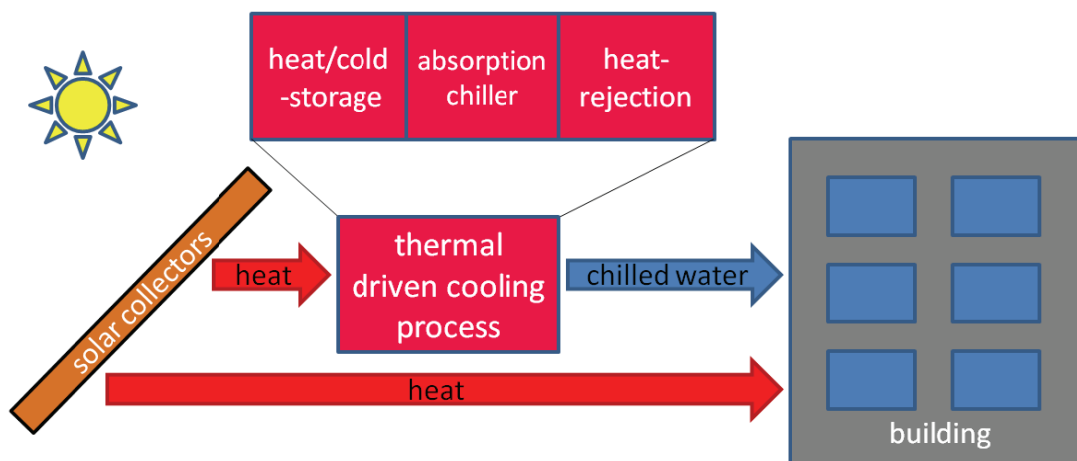 heat/cold
-storage
absorption
chiller
heat-
rejection
solar collectors
heat
thermal
driven cooling
process
chilled water
heat
building